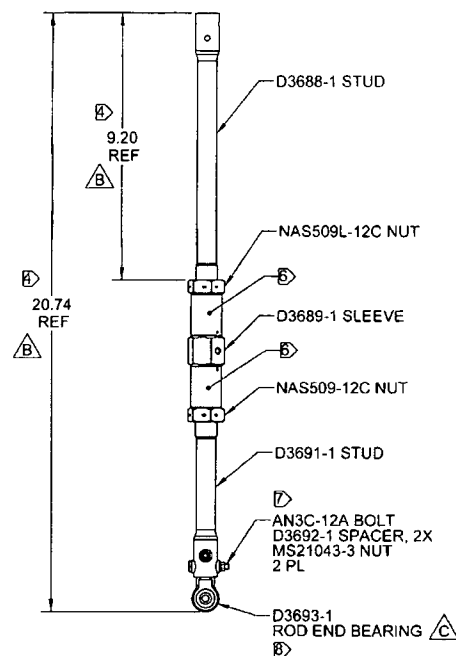 D3688-1 STUD
4
9.20
REF
B
NAS509L-12C NUT
6
4
20.74
REF
B
D3689-1 SLEEVE
6
NAS509-12C NUT
D3691-1 STUD
7
AN3C-12A BOLT
D3692-1 SPACER, 2X
MS21043-3 NUT
2 PL
D3693-1
ROD END BEARING C
8